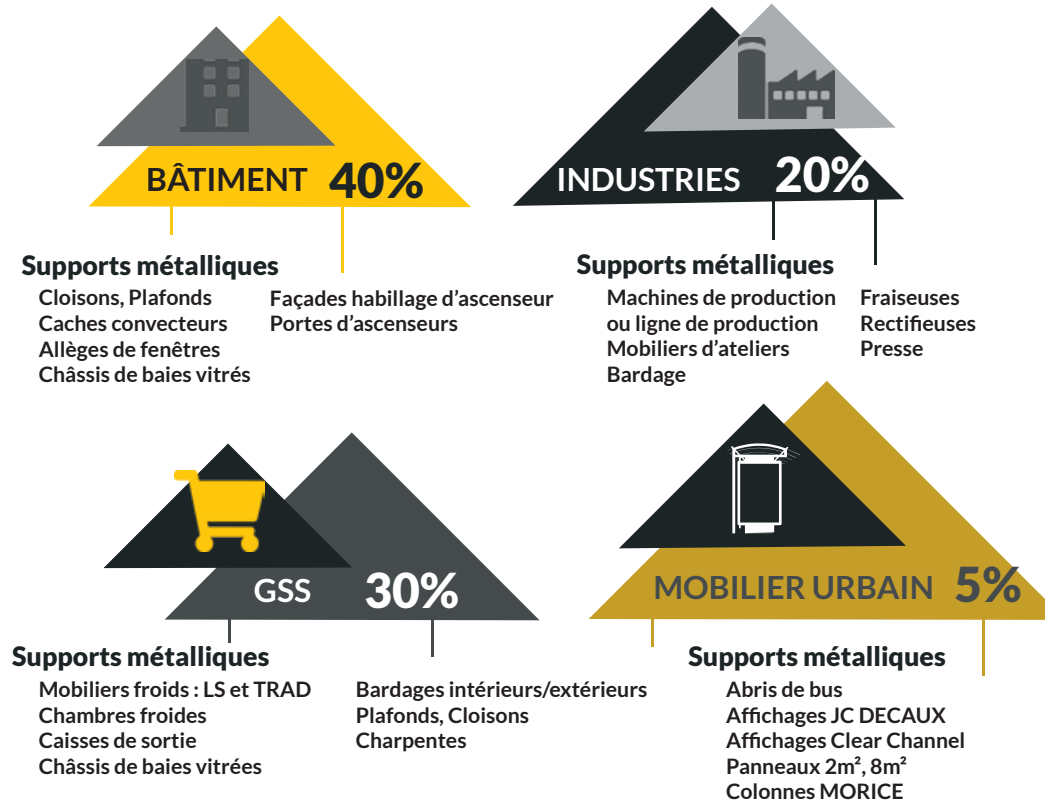 BÂTIMENT 40%
Supports métalliques
Cloisons, Plafonds
Caches convecteurs
Allèges de fenêtres
Châssis de baies vitrés
Façades habillage d'ascenseur
Portes d'ascenseurs
INDUSTRIES 20%
Supports métalliques
Machines de production
ou ligne de production
Mobiliers d'ateliers
Bardage
Fraiseuses
Rectifieuses
Presse
GSS 30%
Supports métalliques
Mobiliers froids : LS et TRAD
Chambres froides
Caisses de sortie
Châssis de baies vitrées
Bardages intérieurs/extérieurs
Plafonds, Cloisons
Charpentes
MOBILIER URBAIN 5%
Supports métalliques
Abris de bus
Affichages JC DECAUX
Affichages Clear Channel
Panneaux 2m², 8m²
Colonnes MORICE